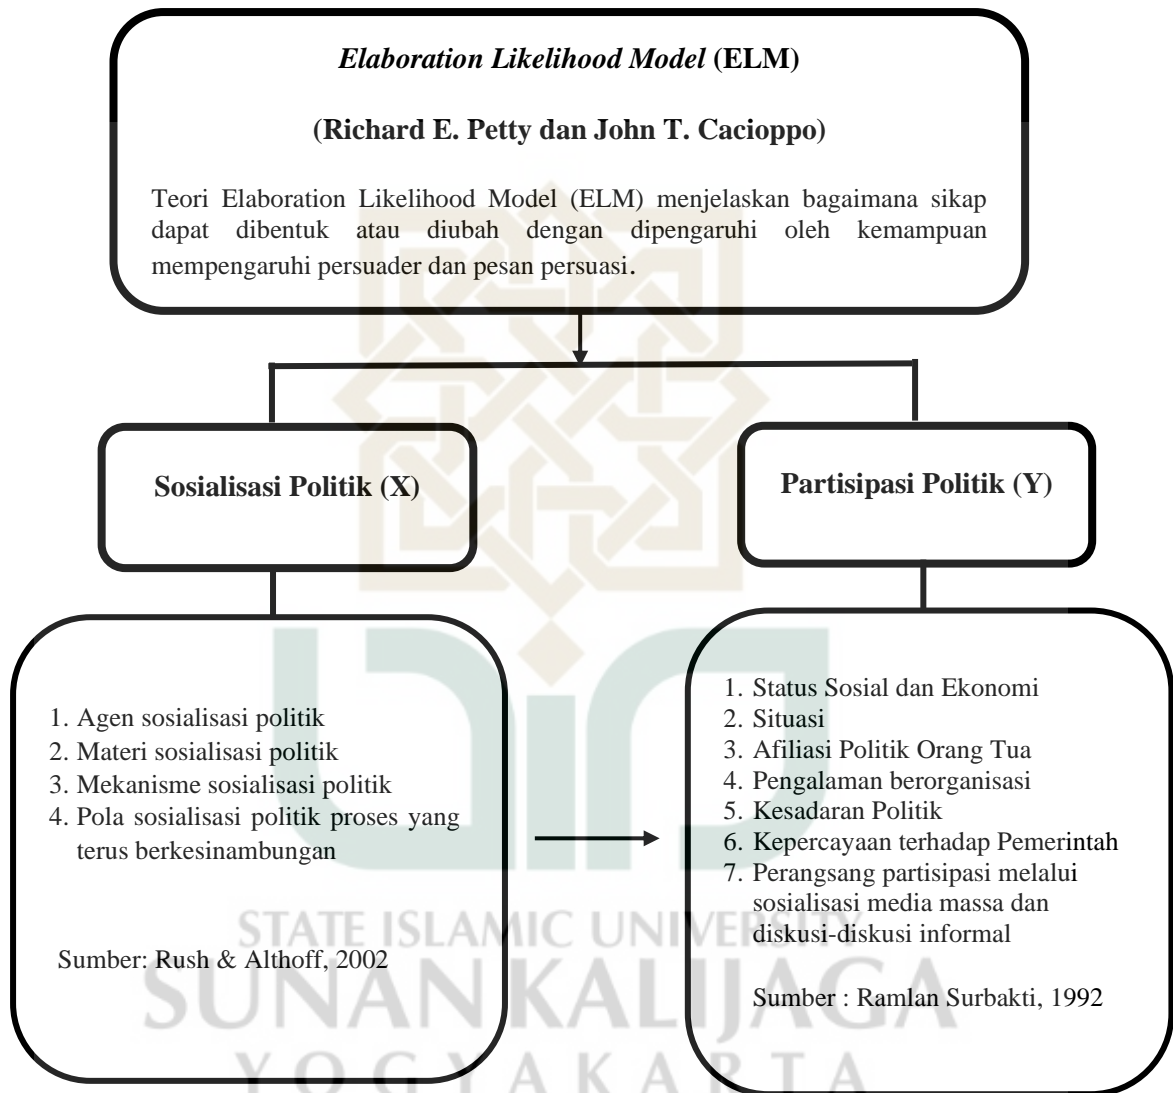 Elaboration Likelihood Model (ELM)
(Richard E. Petty dan John T. Cacioppo)
Teori Elaboration Likelihood Model (ELM) menjelaskan bagaimana sikap
dapat dibentuk atau diubah dengan dipengaruhi oleh kemampuan
mempengaruhi persuader dan pesan persuasi.
Sosialisasi Politik (X)
Partisipasi Politik (Y)
1. Agen sosialisasi politik
2. Materi sosialisasi politik
3. Mekanisme sosialisasi politik
4. Pola sosialisasi politik proses yang
terus berkesinambungan
Sumber: Rush & Althoff, 2002
1. Status Sosial dan Ekonomi
2. Situasi
3. Afiliasi Politik Orang Tua
4. Pengalaman berorganisasi
5. Kesadaran Politik
6. Kepercayaan terhadap Pemerintah
7. Perangsang partisipasi melalui
sosialisasi media massa dan
diskusi-diskusi informal
Sumber : Ramlan Surbakti, 1992
STATE ISLAMIC UNIVERSITY
SUNAN KALIJAGA
YOGYAKARTA